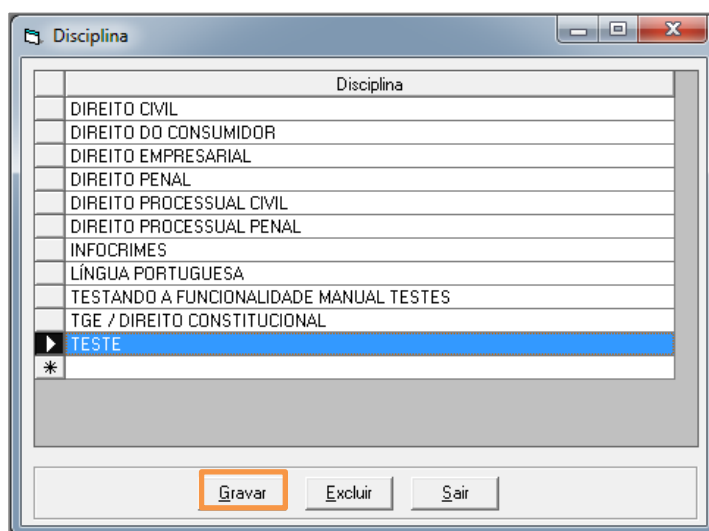 Disciplina
Disciplina
DIREITO CIVIL
DIREITO DO CONSUMIDOR
DIREITO EMPRESARIAL
DIREITO PENAL
DIREITO PROCESSUAL CIVIL
DIREITO PROCESSUAL PENAL
INFOCRIMES
LÍNGUA PORTUGUESA
TESTANDO A FUNCIONALIDADE MANUAL TESTES
TGE / DIREITO CONSTITUCIONAL
TESTE
Gravar Excluir Sair